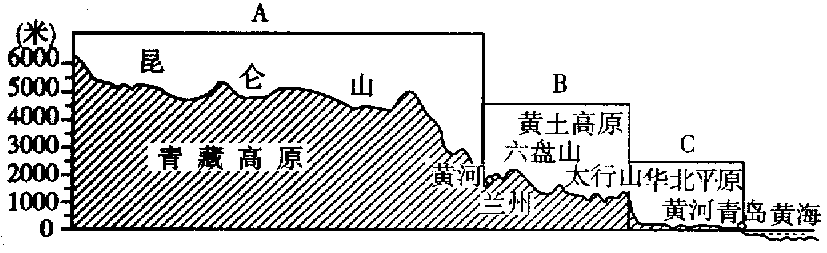 A
(米)
6000
5000
4000
3000
2000
1000
0
昆仑山
青藏高原
黄河
兰州
B
黄土高原
六盘山
太行山
C
华北平原
黄河
青岛
黄海